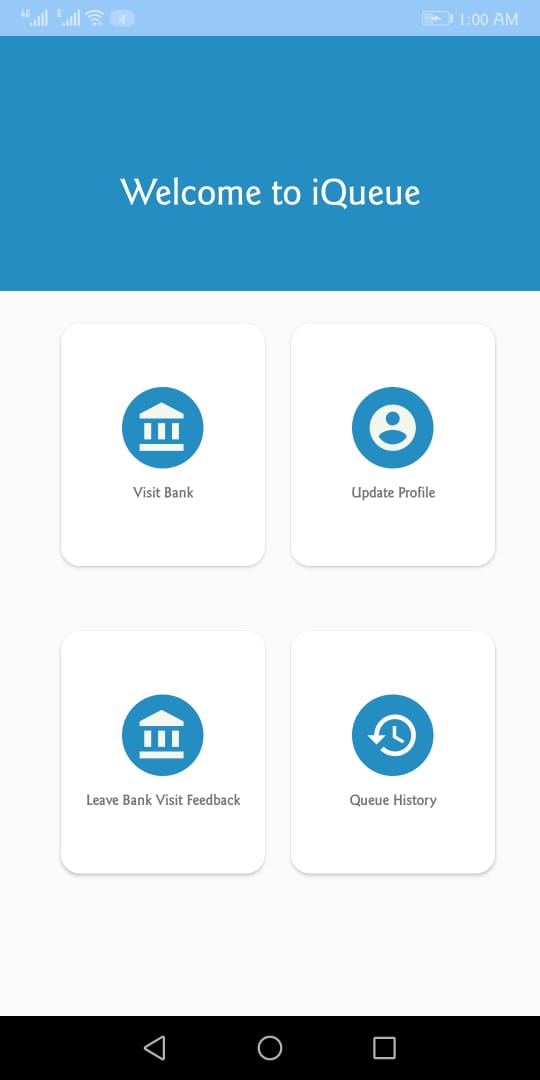 4G E 4 1:00 AM
Welcome to iQueue
Visit Bank Update Profile
Leave Bank Visit Feedback Queue History